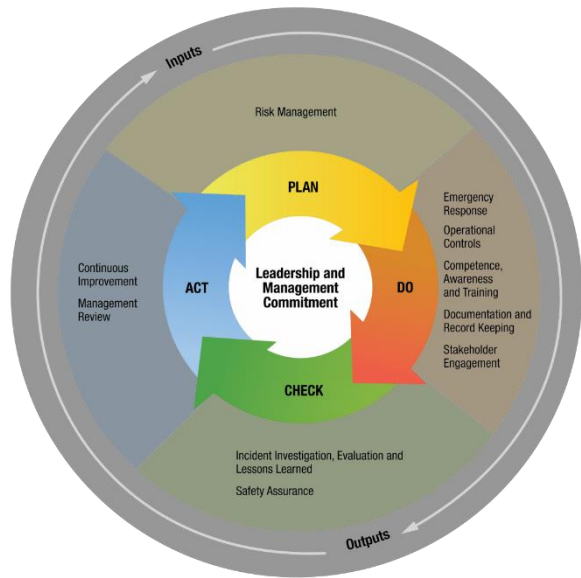 Inputs
Risk Management
PLAN
Emergency
Response
Operational
Controls
Competence,
Awareness
and Training
Documentation and
Record Keeping
Stakeholder
Engagement
DO
Leadership and
Management
Commitment
ACT
Continuous
Improvement
Management
Review
CHECK
Incident Investigation, Evaluation and
Lessons Learned
Safety Assurance
Outputs